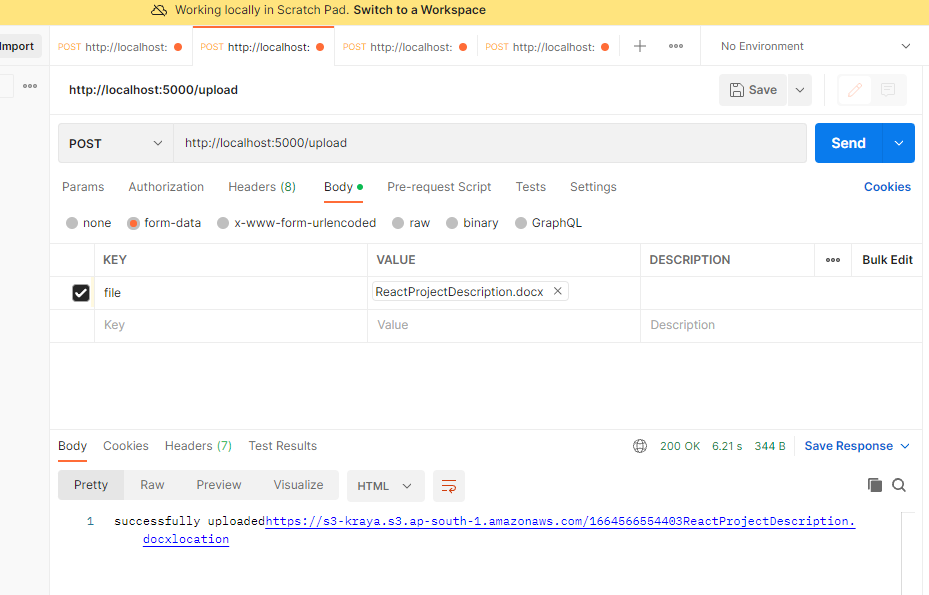 Working locally in Scratch Pad. Switch to a Workspace
Import
POST http://localhost:
POST http://localhost:
POST http://localhost:
POST http://localhost:
No Environment
http://localhost:5000/upload
Save
POST
http://localhost:5000/upload
Send
Params Authorization Headers (8) Body Pre-request Script Tests Settings Cookies
none form-data x-www-form-urlencoded raw binary GraphQL
KEY VALUE DESCRIPTION Bulk Edit
file ReactProjectDescription.docx
Key Value Description
Body Cookies Headers (7) Test Results 200 OK 6.21 s 344 B Save Response
Pretty Raw Preview Visualize HTML
1 successfully uploadedhttps://s3-kraya.s3.ap-south-1.amazonaws.com/1664566554403ReactProjectDescription.
docxlocation